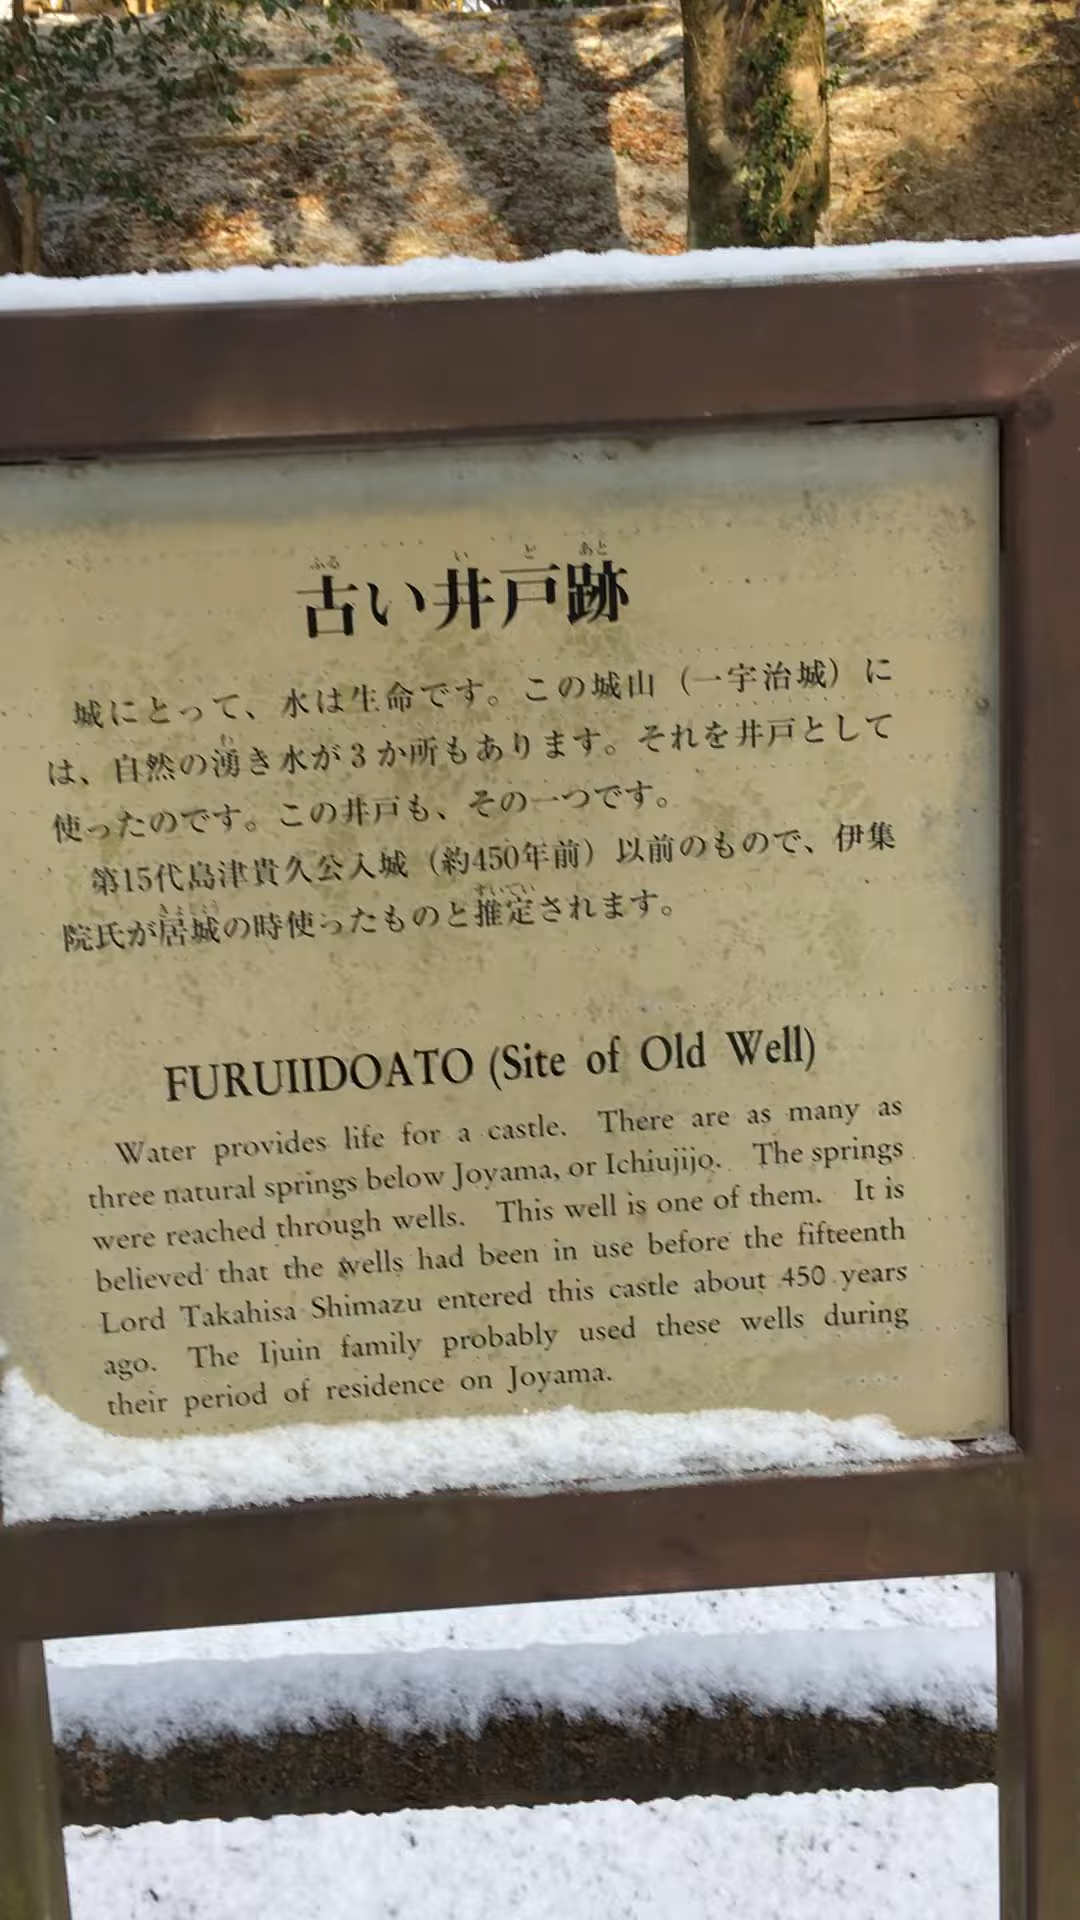 ふる い ど あと
古い井戸跡
城にとって、水は生命です。この城山（一宇治城）に
は、自然の湧き水が3か所もあります。それを井戸として
使ったのです。この井戸も、その一つです。
第15代島津貴久公入城（約450年前）以前のもので、伊集
院氏が居城の時使ったものと推定されます。
FURUIIDOATO (Site of Old Well)
Water provides life for a castle. There are as many as
three natural springs below Joyama, or Ichiujijo. The springs
were reached through wells. This well is one of them. It is
believed that the wells had been in use before the fifteenth
Lord Takahisa Shimazu entered this castle about 450 years
ago. The Ijuin family probably used these wells during
their period of residence on Joyama.